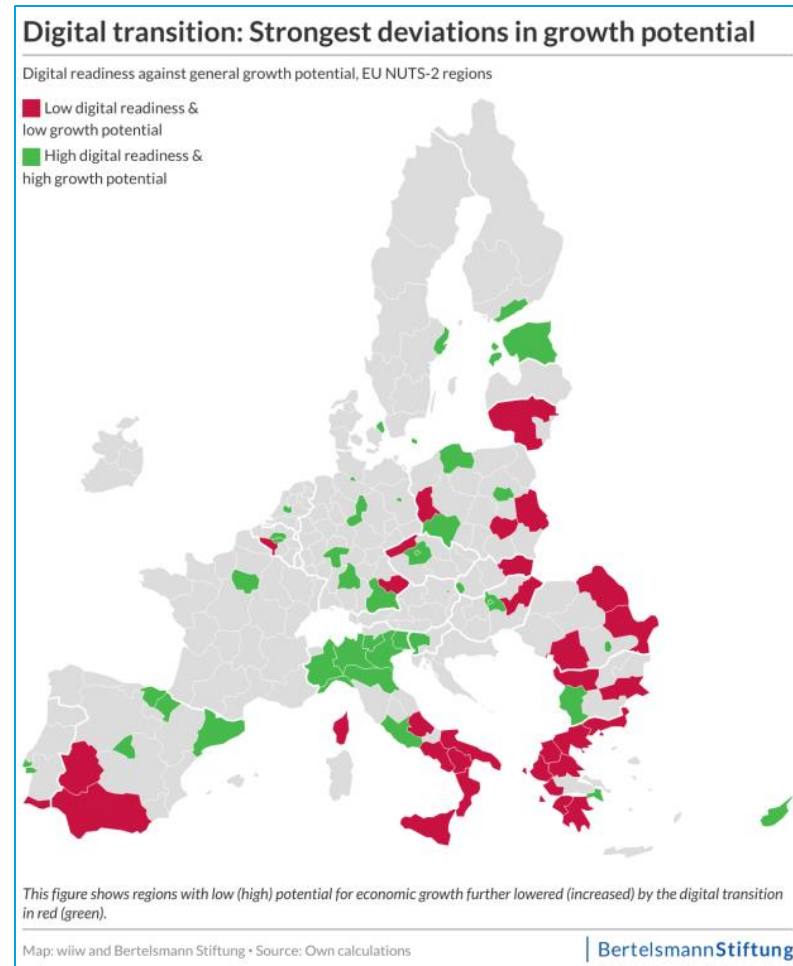 Digital transition: Strongest deviations in growth potential
Digital readiness against general growth potential, EU NUTS-2 regions
Low digital readiness &
low growth potential
High digital readiness &
high growth potential
This figure shows regions with low (high) potential for economic growth further lowered (increased) by the digital transition
in red (green).
Map: wiiw and Bertelsmann Stiftung • Source: Own calculations
BertelsmannStiftung